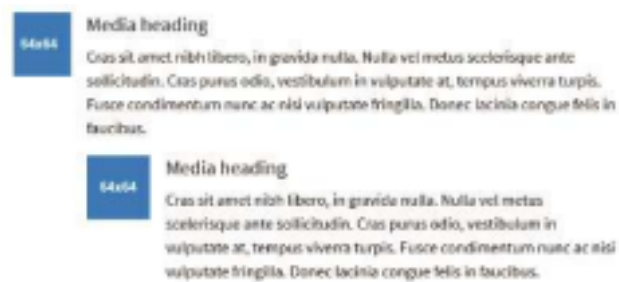 64x64
Media heading
Cras sit amet nibh libero, in gravida nulla. Nulla vel metus scelerisque ante
sollicitudin. Cras purus odio, vestibulum in vulputate at, tempus viverra turpis.
Fusce condimentum nunc ac nisi vulputate fringilla. Donec lacinia congue felis in
faucibus.
64x64
Media heading
Cras sit amet nibh libero, in gravida nulla. Nulla vel metus
scelerisque ante sollicitudin. Cras purus odio, vestibulum in
vulputate at, tempus viverra turpis. Fusce condimentum nunc ac nisi
vulputate fringilla. Donec lacinia congue felis in faucibus.